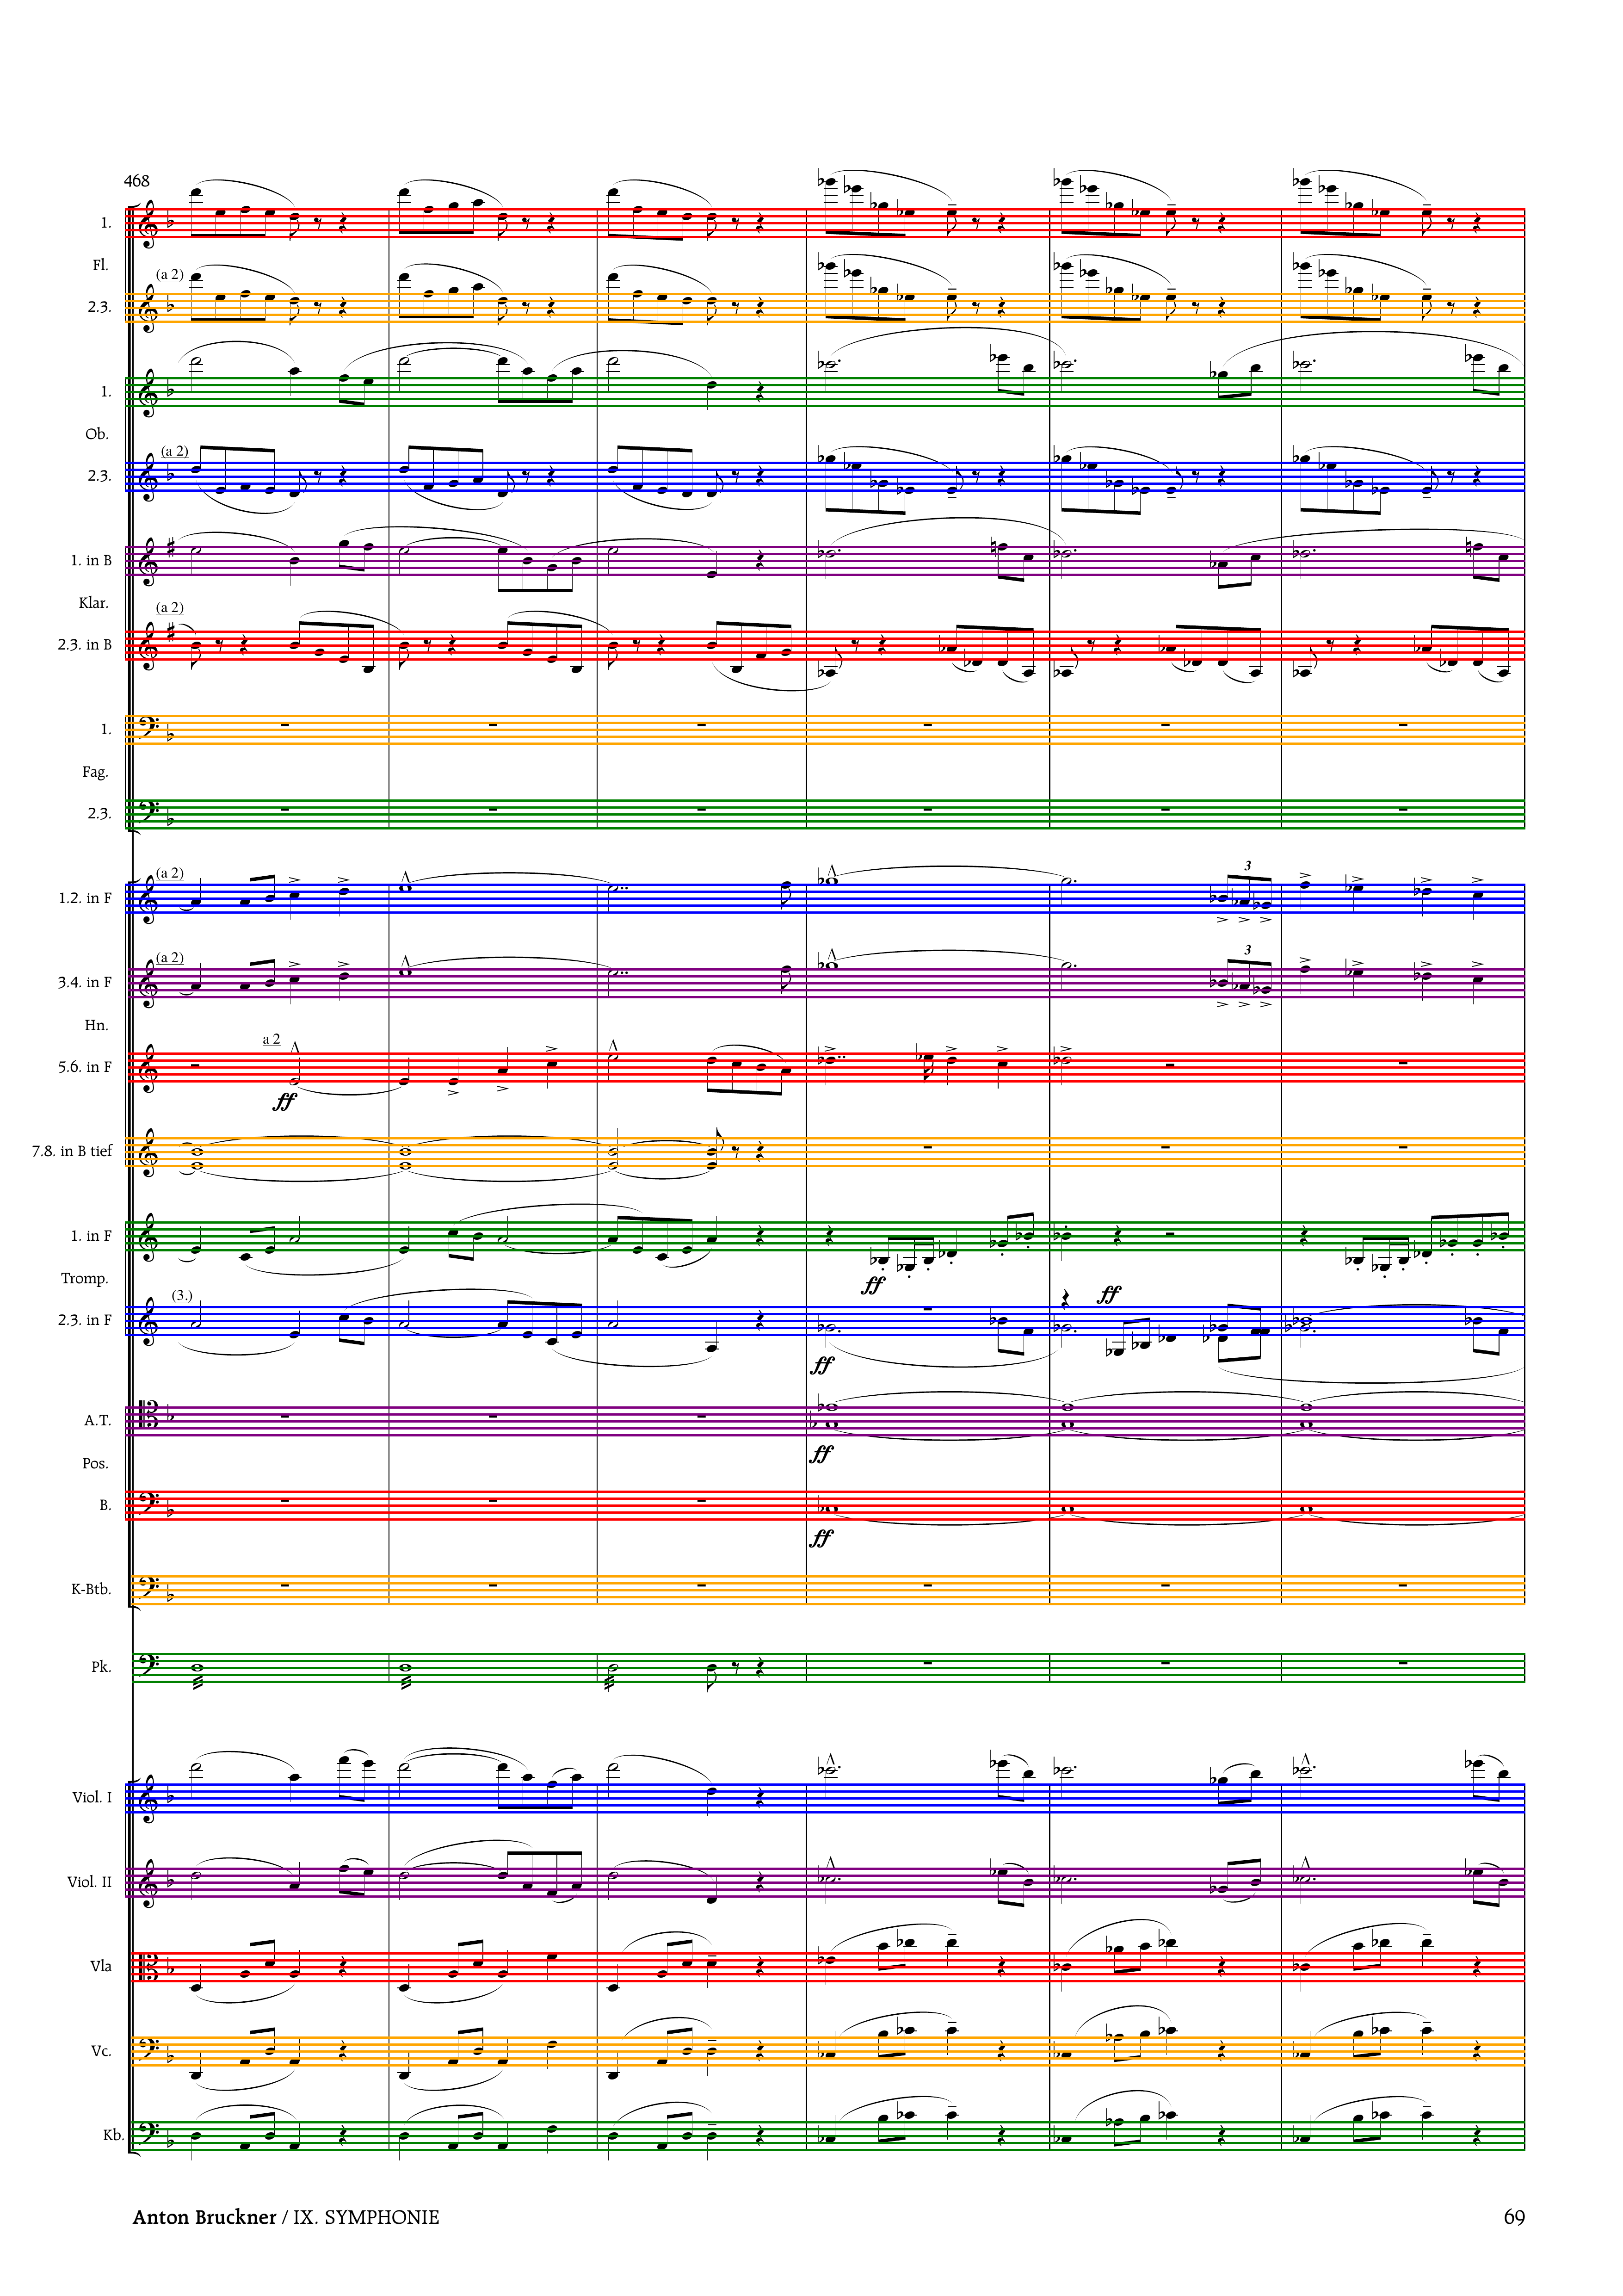 468
1.
Fl.
(a 2)
2.3.
1.
Ob.
(a 2)
2.3.
1. in B
Klar.
(a 2)
2.3. in B
1.
Fag.
2.3.
(a 2)
1.2. in F
3
(a 2)
3.4. in F
3
Hn.
a 2
5.6. in F
ff
7.8. in B tief
1. in F
ff
Tromp.
(3.)
ff
2.3. in F
ff
A.T.
ff
Pos.
B.
ff
K-Btb.
Pk.
Viol. I
Viol. II
Vla
Vc.
Kb.
Anton Bruckner / IX. SYMPHONIE
69